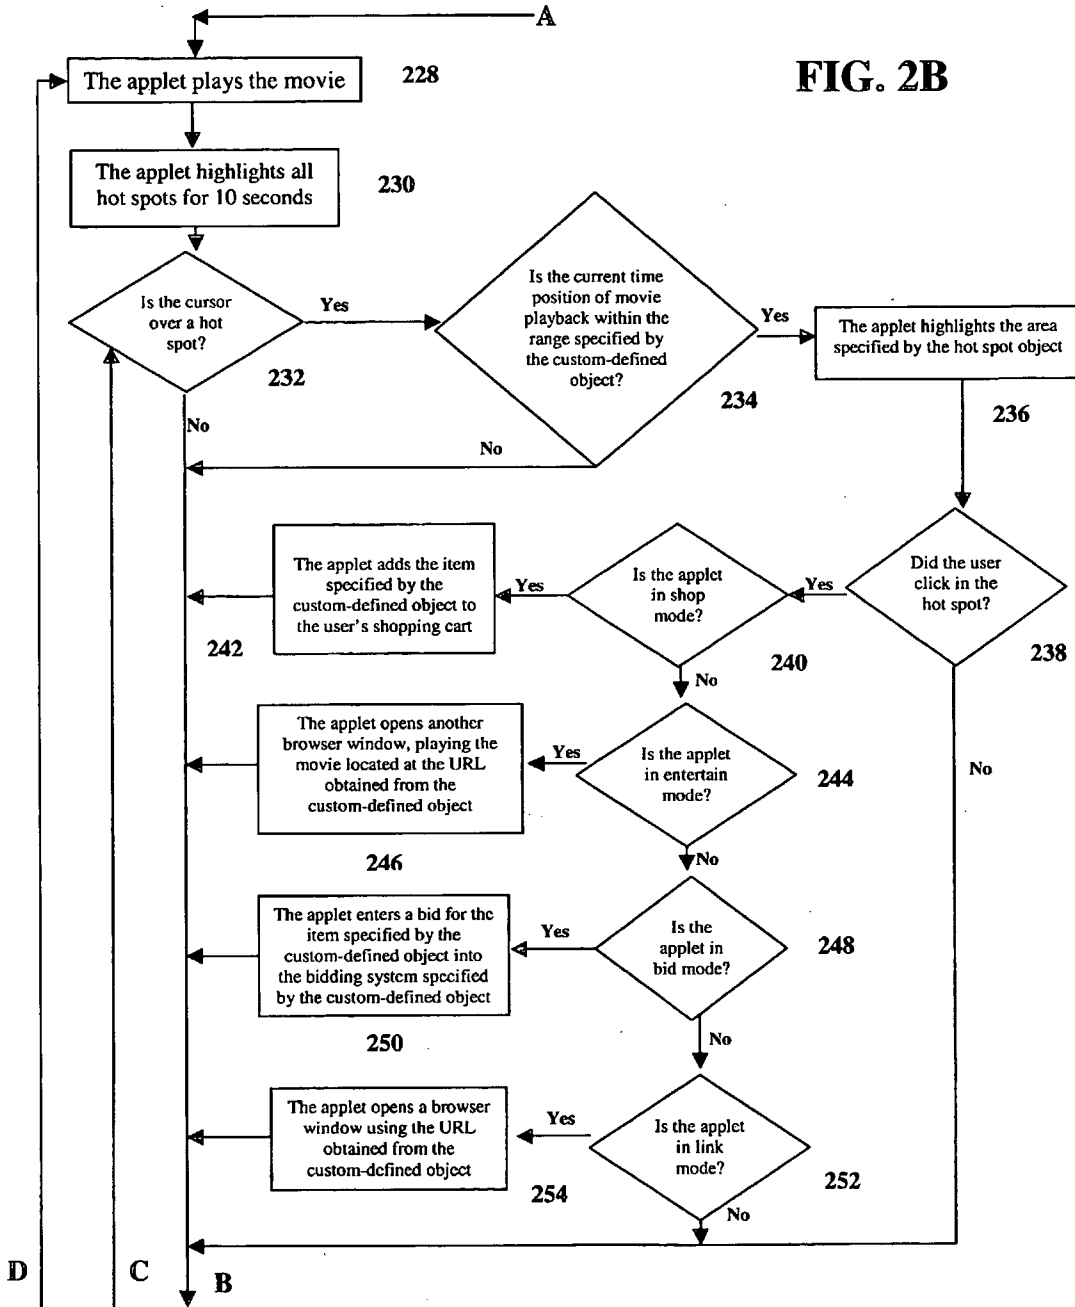 A
FIG. 2B
The applet plays the movie
228
The applet highlights all
hot spots for 10 seconds
230
Is the cursor
over a hot
spot?
Yes
232
No
Is the current time
position of movie
playback within the
range specified by
the custom-defined
object?
Yes
234
No
The applet highlights the area
specified by the hot spot object
236
Did the user
click in the
hot spot?
Yes
238
No
Is the applet
in shop
mode?
Yes
240
No
The applet adds the item
specified by the
custom-defined object to
the user's shopping cart
242
Is the applet
in entertain
mode?
Yes
244
No
The applet opens another
browser window, playing the
movie located at the URL
obtained from the
custom-defined object
246
Is the
applet in
bid mode?
Yes
248
No
The applet enters a bid for the
item specified by the
custom-defined object into
the bidding system specified
by the custom-defined object
250
Is the applet
in link
mode?
Yes
252
No
The applet opens a browser
window using the URL
obtained from the
custom-defined object
254
D
C
B